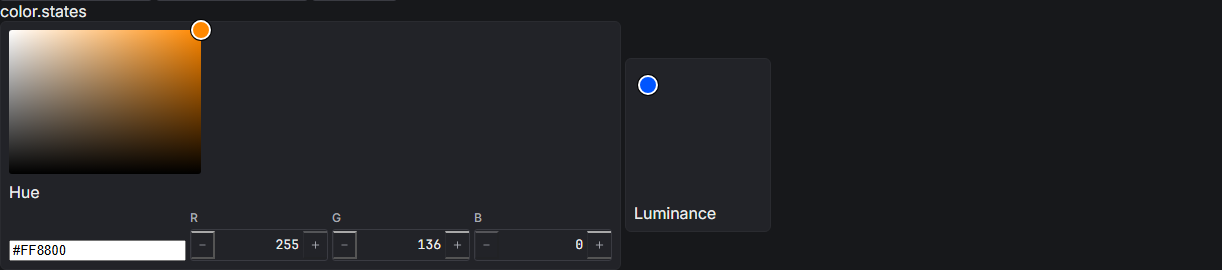 color.states
Hue
R G B
#FF8800 - 255 + - 136 + - 0 +
Luminance